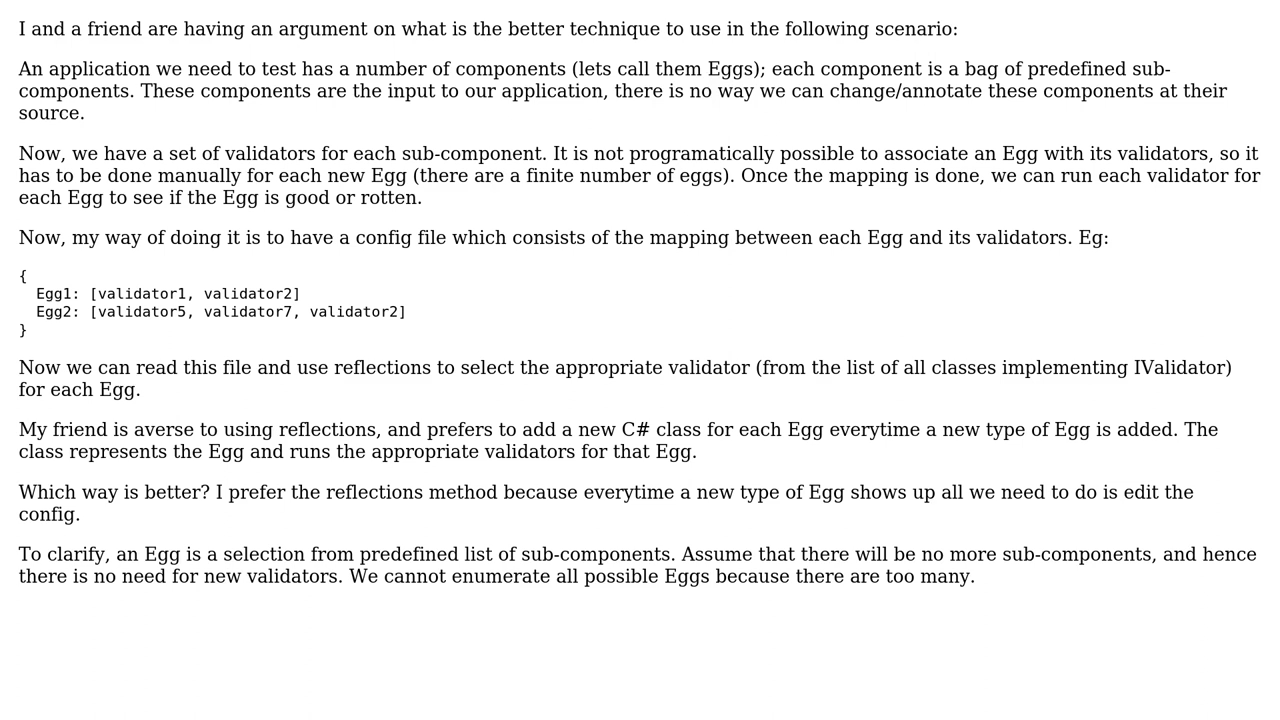 I and a friend are having an argument on what is the better technique to use in the following scenario:
An application we need to test has a number of components (lets call them Eggs); each component is a bag of predefined sub-
components. These components are the input to our application, there is no way we can change/annotate these components at their
source.
Now, we have a set of validators for each sub-component. It is not programatically possible to associate an Egg with its validators, so it
has to be done manually for each new Egg (there are a finite number of eggs). Once the mapping is done, we can run each validator for
each Egg to see if the Egg is good or rotten.
Now, my way of doing it is to have a config file which consists of the mapping between each Egg and its validators. Eg:
{
  Egg1: [validator1, validator2]
  Egg2: [validator5, validator7, validator2]
}
Now we can read this file and use reflections to select the appropriate validator (from the list of all classes implementing IValidator)
for each Egg.
My friend is averse to using reflections, and prefers to add a new C# class for each Egg everytime a new type of Egg is added. The
class represents the Egg and runs the appropriate validators for that Egg.
Which way is better? I prefer the reflections method because everytime a new type of Egg shows up all we need to do is edit the
config.
To clarify, an Egg is a selection from predefined list of sub-components. Assume that there will be no more sub-components, and hence
there is no need for new validators. We cannot enumerate all possible Eggs because there are too many.